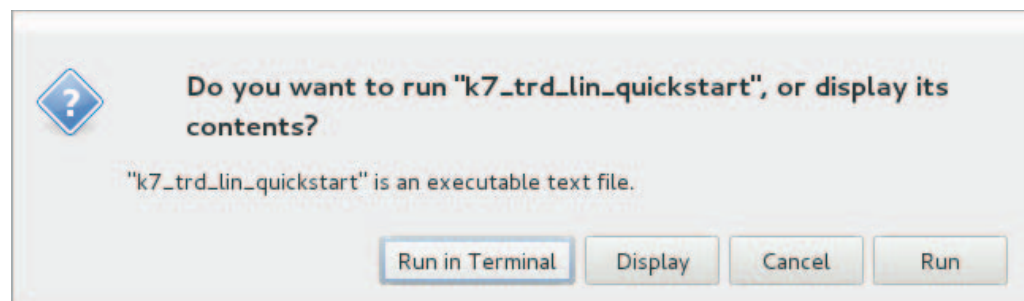 Do you want to run "k7_trd_lin_quickstart", or display its
contents?
"k7_trd_lin_quickstart" is an executable text file.
Run in Terminal
Display
Cancel
Run